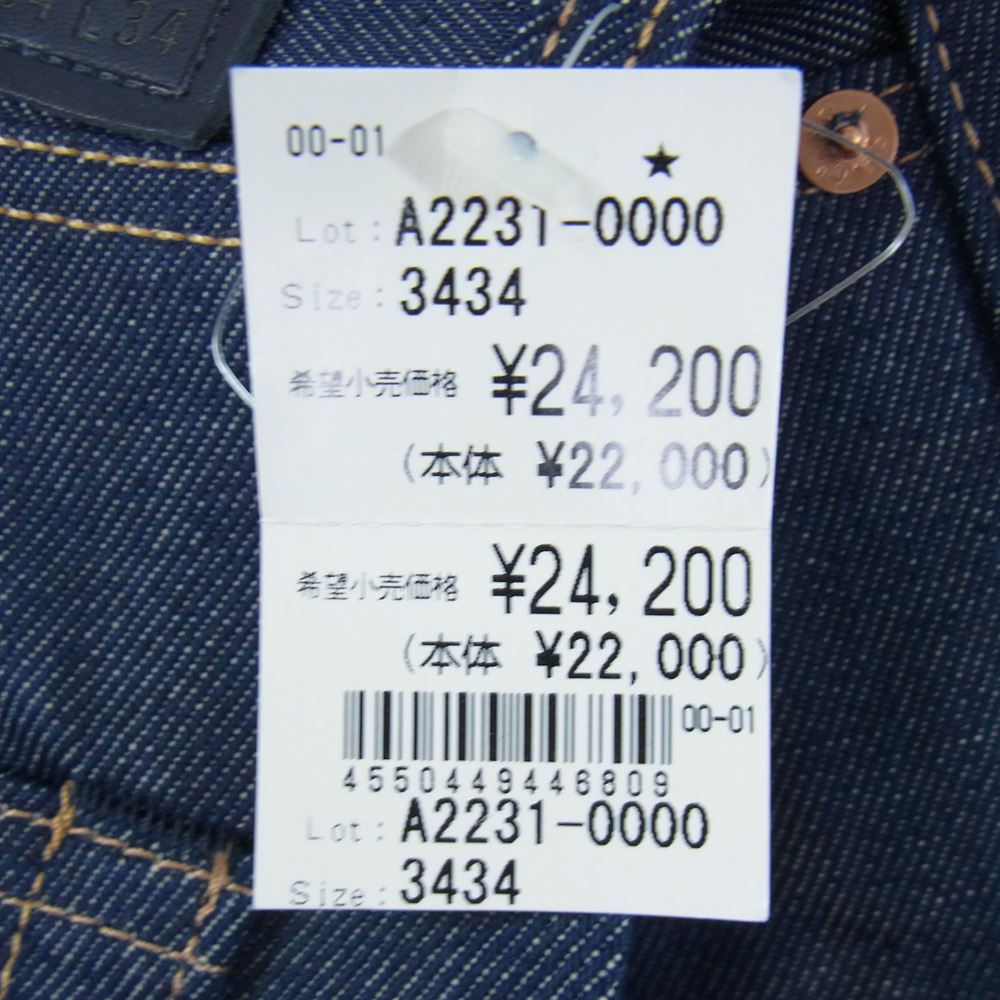 L34
00-01
★
Lot: A2231-0000
Size: 3434
希望小売価格 ¥24,200
(本体 ¥22,000)
希望小売価格 ¥24,200
(本体 ¥22,000)
00-01
4550449446809
Lot: A2231-0000
Size: 3434